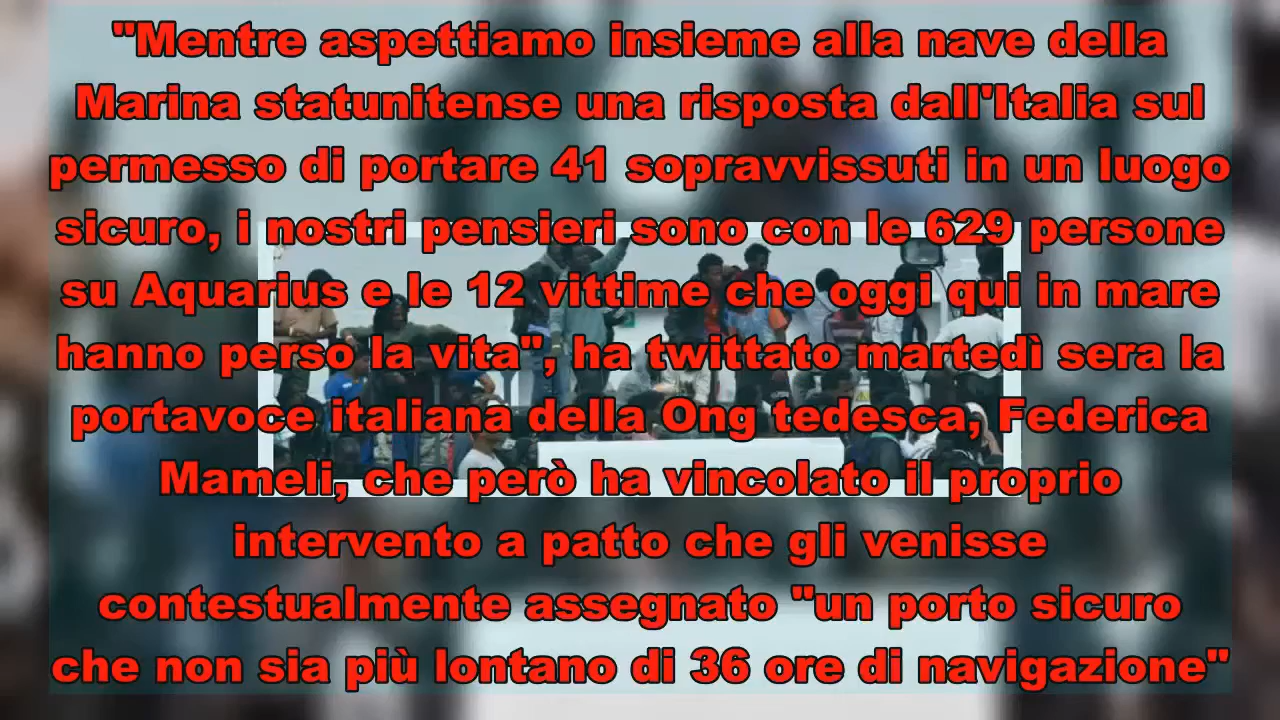 "Mentre aspettiamo insieme alla nave della
Marina statunitense una risposta dall'Italia sul
permesso di portare 41 sopravvissuti in un luogo
sicuro, i nostri pensieri sono con le 629 persone
su Aquarius e le 12 vittime che oggi qui in mare
hanno perso la vita", ha twittato martedì sera la
portavoce italiana della Ong tedesca, Federica
Mameli, che però ha vincolato il proprio
intervento a patto che gli venisse
contestualmente assegnato "un porto sicuro
che non sia più lontano di 36 ore di navigazione"